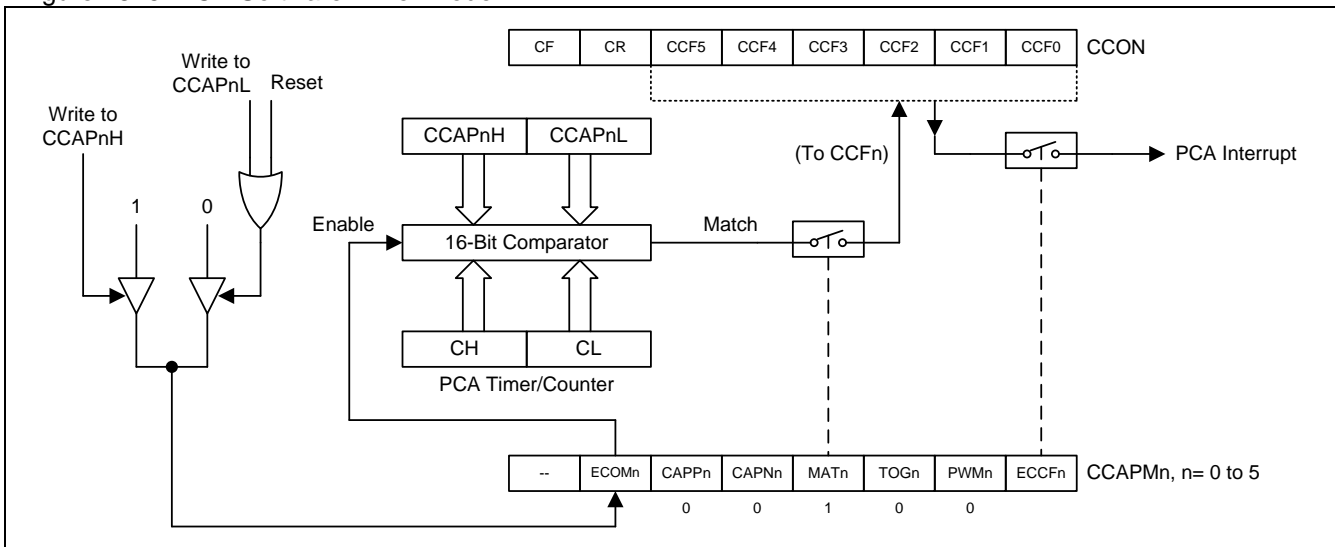 CF CR CCF5 CCF4 CCF3 CCF2 CCF1 CCF0 CCON
Write to
CCAPnL Reset
Write to
CCAPnH
CCAPnH CCAPnL
(To CCFn)
PCA Interrupt
1 0
Enable
16-Bit Comparator
Match
CH CL
PCA Timer/Counter
-- ECOMn CAPPn CAPNn MATn TOGn PWMn ECCFn CCAPMn, n= 0 to 5
0 0 1 0 0